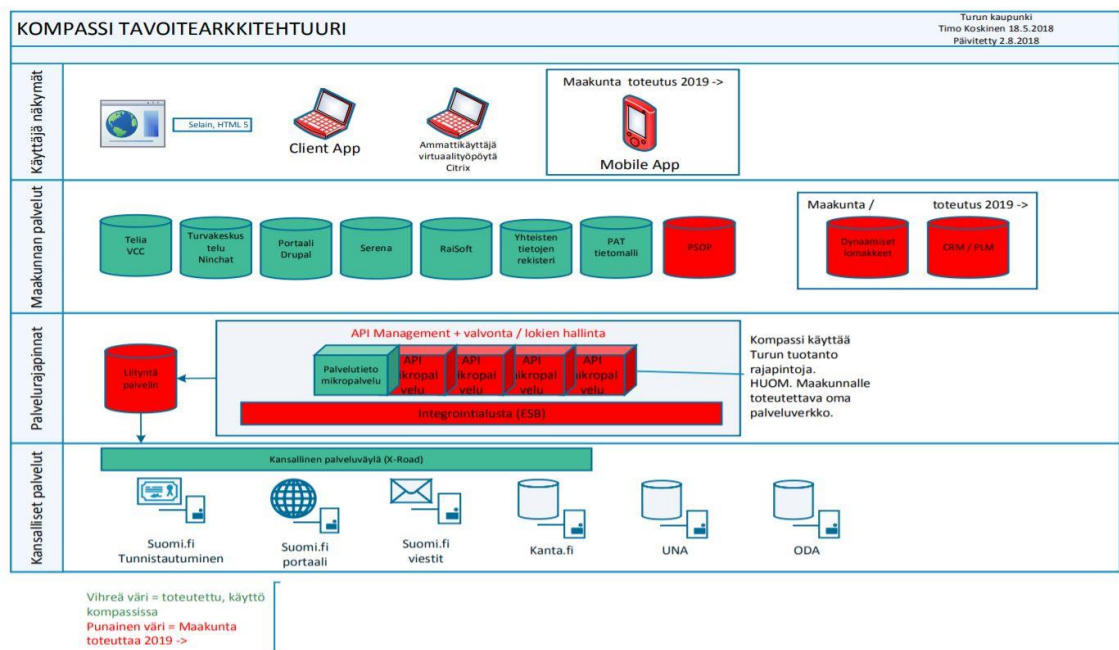 KOMPASSI TAVOITEARKKITEHTUURI
Turun kaupunki
Timo Koskinen 18.5.2018
Päivitetty 2.8.2018
Käyttäjä näkymät
Selain, HTML 5
Client App
Ammattikäyttäjä
virtuaalityöpöytä
Citrix
Maakunta toteutus 2019 ->
Mobile App
Maakunnan palvelut
Telia
VCC
Turvakeskus
telu
Ninchat
Portaali
Drupal
Serena
RaiSoft
Yhteisten
tietojen
rekisteri
PAT
tietomalli
PSOP
Maakunta / toteutus 2019 ->
Dynaamiset
lomakkeet
CRM / PLM
Palvelurajapinnat
Liityntä
palvelin
API Management + valvonta / lokien hallinta
Palvelutieto
mikropalvelu
API
ikropal
velu
API
ikropal
velu
API
ikropal
velu
API
ikropal
velu
Integrointialusta (ESB)
Kompassi käyttää
Turun tuotanto
rajapintoja.
HUOM. Maakunnalle
toteutettava oma
palveluverkko.
Kansalliset palvelut
Kansallinen palveluväylä (X-Road)
Suomi.fi
Tunnistautuminen
Suomi.fi
portaali
Suomi.fi
viestit
Kanta.fi
UNA
ODA
Vihreä väri = toteutettu, käyttö
kompassissa
Punainen väri = Maakunta
toteuttaa 2019 ->